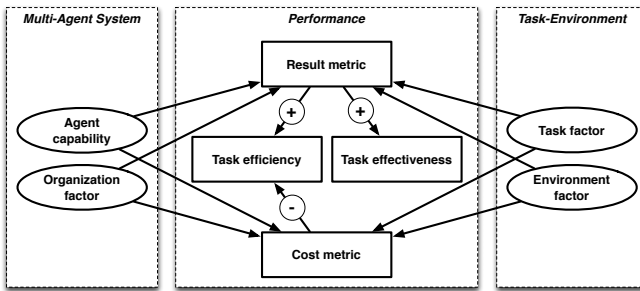 Multi-Agent System
Performance
Task-Environment
Result metric
+
+
Agent
capability
Task factor
Task efficiency
Task effectiveness
Organization
factor
Environment
factor
-
Cost metric